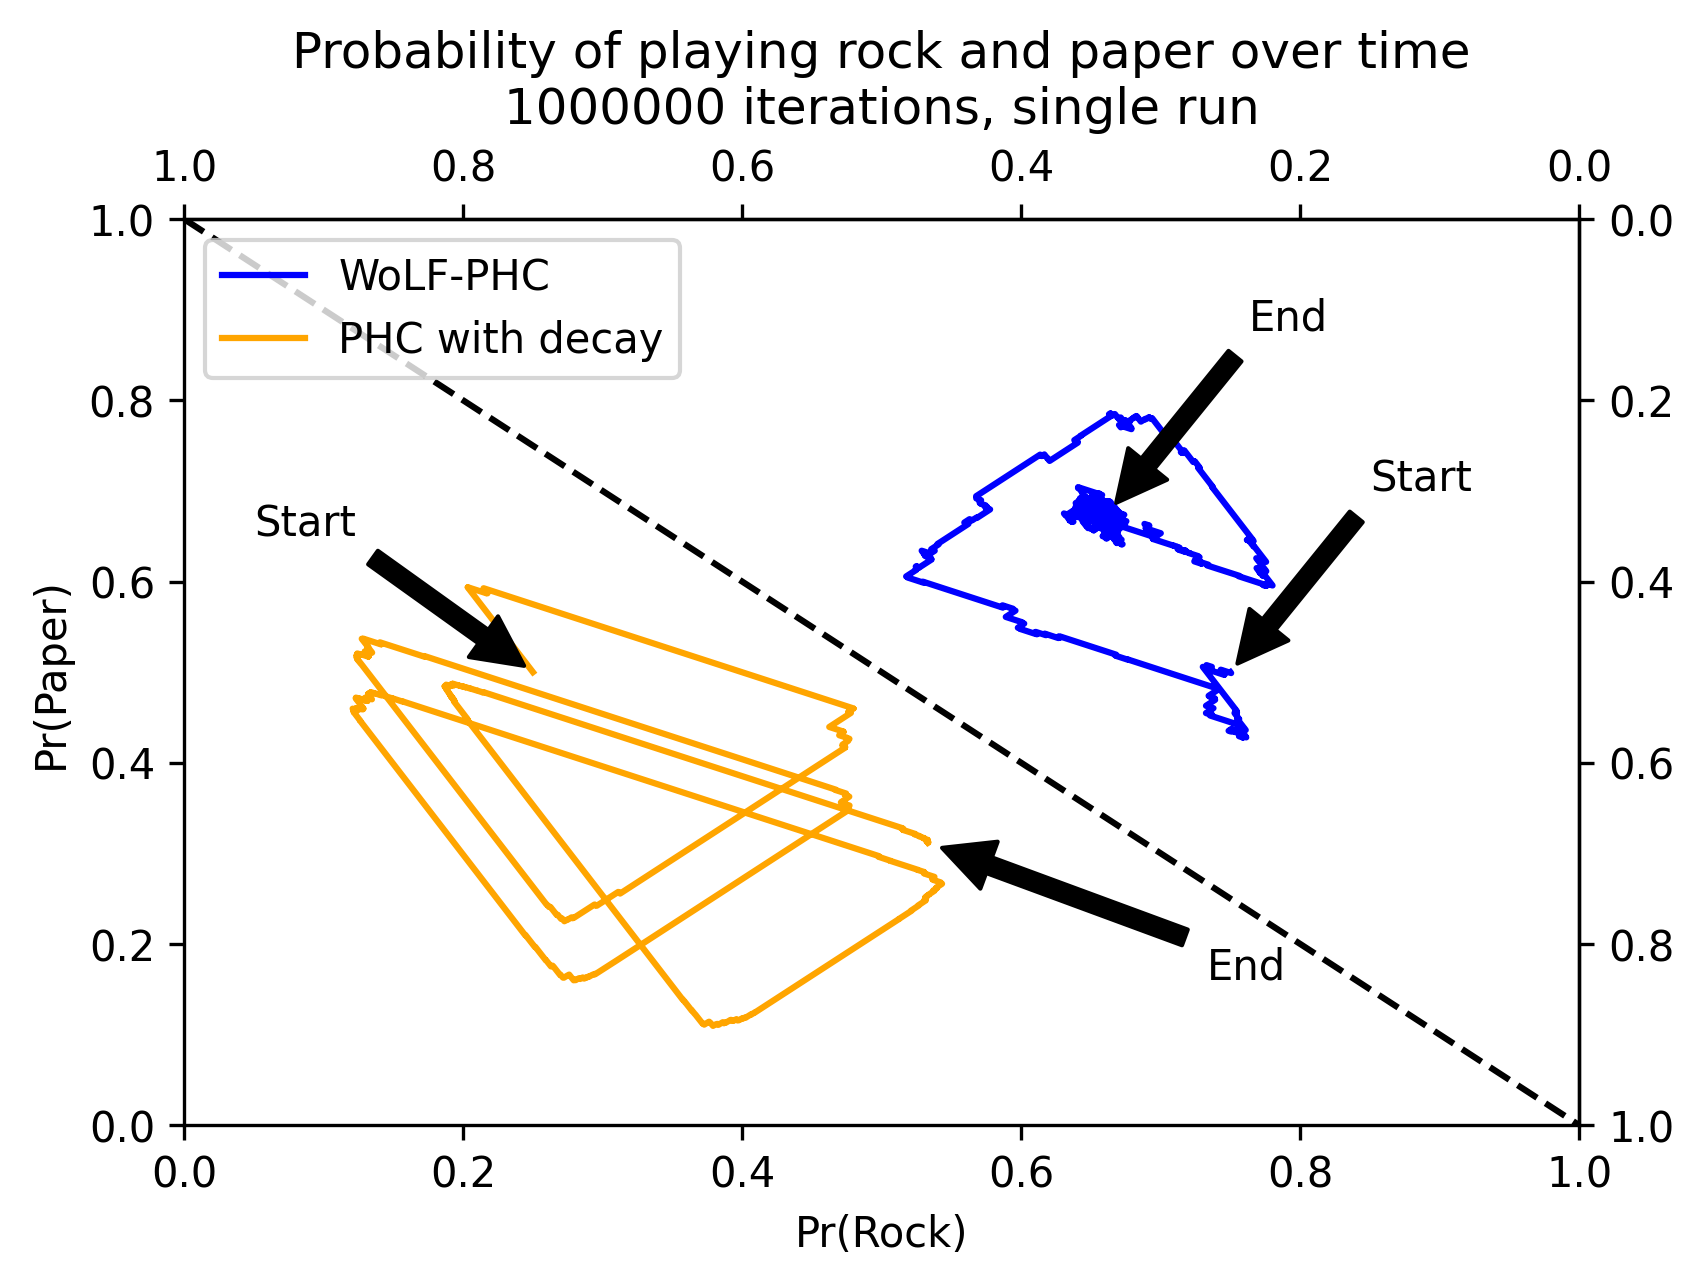 Probability of playing rock and paper over time
1000000 iterations, single run
1.0 0.8 0.6 0.4 0.2 0.0
1.0 0.0
WoLF-PHC
PHC with decay
End
0.8 0.2
Start
Start
0.6 0.4
Pr(Paper)
0.4 0.6
0.2 0.8
End
0.0 1.0
0.0 0.2 0.4 0.6 0.8 1.0
Pr(Rock)